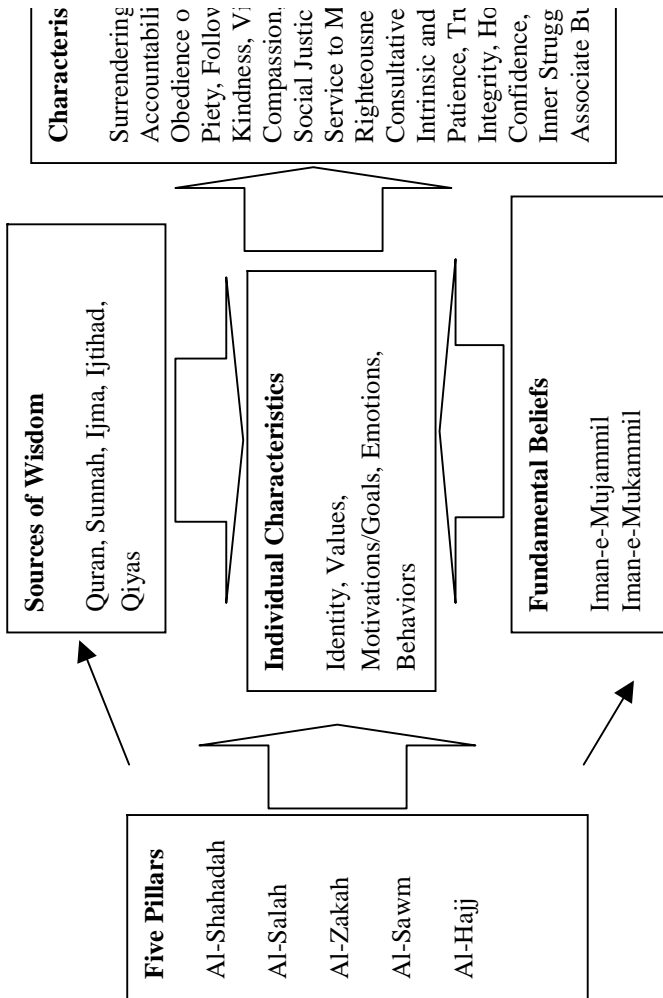 Five Pillars
Al-Shahadah
Al-Salah
Al-Zakah
Al-Sawm
Al-Hajj
Sources of Wisdom
Quran, Sunnah, Ijma, Ijtihad,
Qiyas
Individual Characteristics
Identity, Values,
Motivations/Goals, Emotions,
Behaviors
Fundamental Beliefs
Iman-e-Mujammil
Iman-e-Mukammil
Characteris
Surrendering
Accountabili
Obedience o
Piety, Follow
Kindness, Vi
Compassion,
Social Justic
Service to M
Righteousne
Consultative
Intrinsic and
Patience, Tru
Integrity, Ho
Confidence,
Inner Strugg
Associate Bu